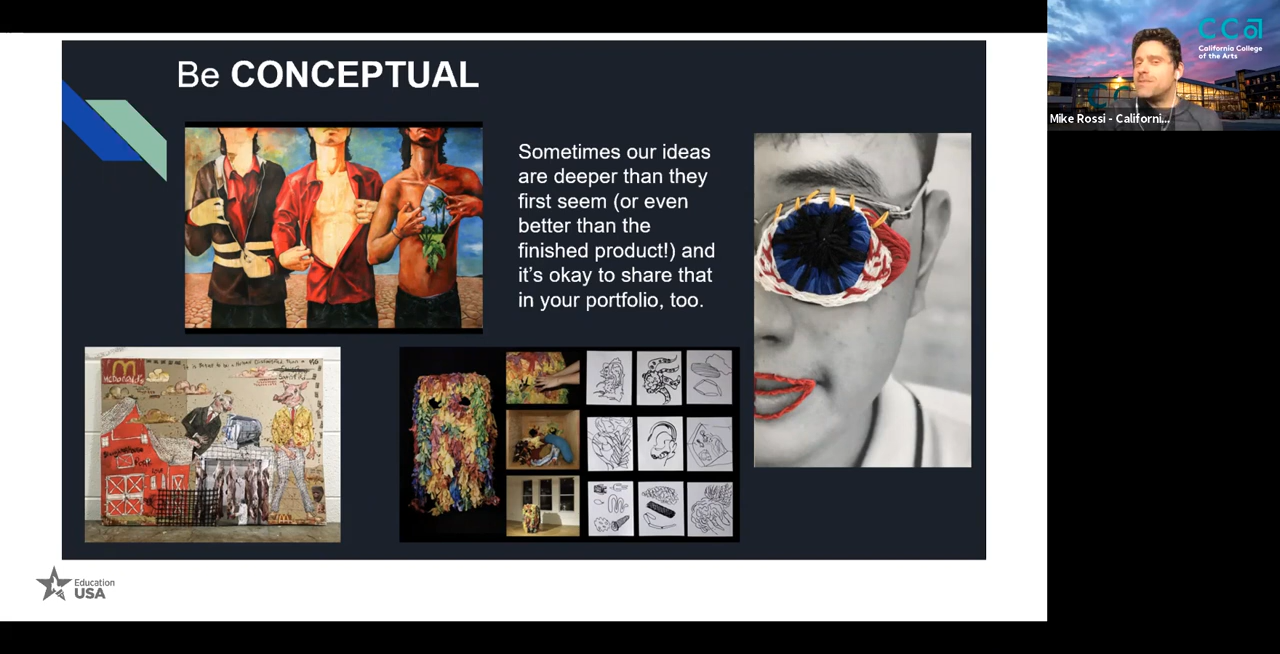 Be CONCEPTUAL
Sometimes our ideas
are deeper than they
first seem (or even
better than the
finished product!) and
it's okay to share that
in your portfolio, too.
McDonald's
Education
USA
CCA
California College
of the Arts
Mike Rossi - Californi...